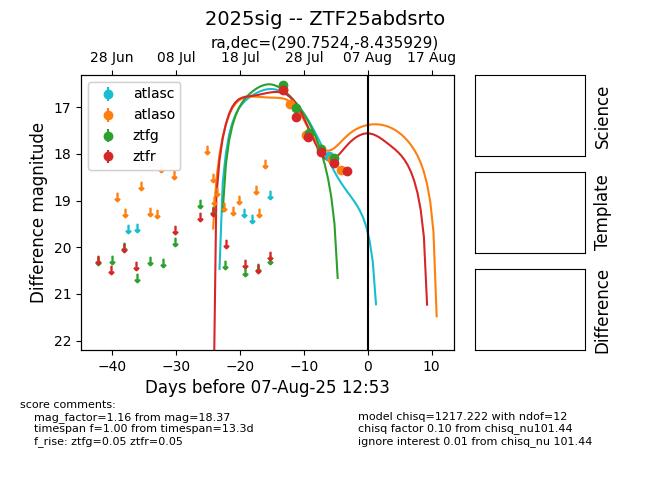 2025sig -- ZTF25abdsrto
ra,dec=(290.7524,-8.435929)
28 Jun 08 Jul 18 Jul 28 Jul 07 Aug 17 Aug
atlasc
atlaso
ztfg
ztfr
17
18
19
20
21
22
Difference magnitude
−40 −30 −20 −10 0 10
Days before 07-Aug-25 12:53
Science
Template
Difference
score comments:
mag_factor=1.16 from mag=18.37
timespan f=1.00 from timespan=13.3d
f_rise: ztfg=0.05 ztfr=0.05
model chisq=1217.222 with ndof=12
chisq factor 0.10 from chisq_nu101.44
ignore interest 0.01 from chisq_nu 101.44